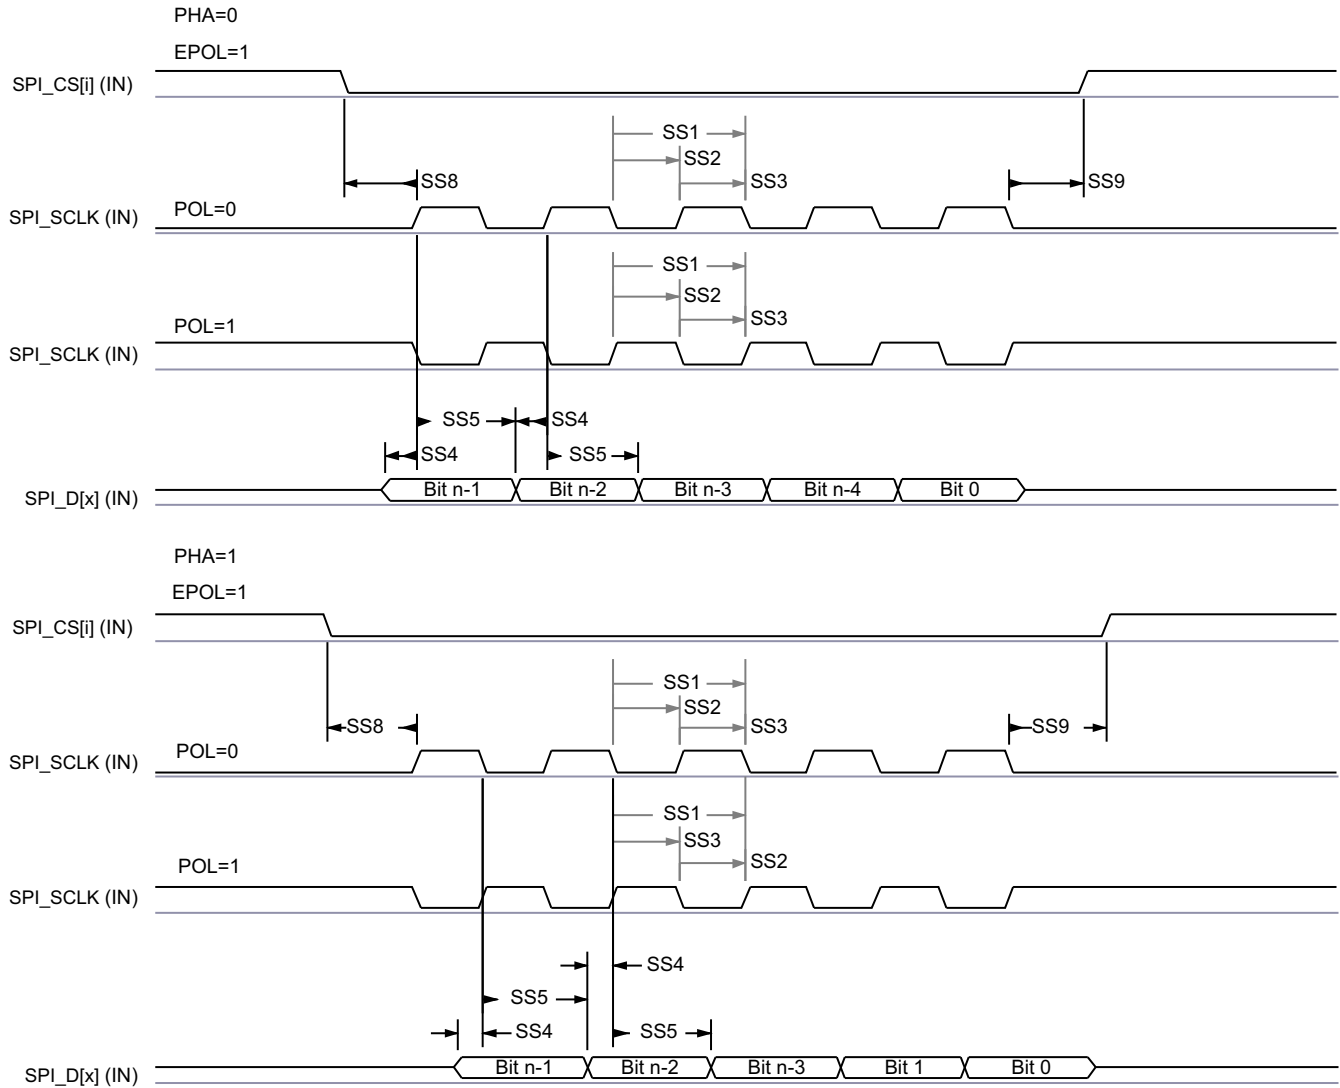 PHA=0
EPOL=1
SPI_CS[i] (IN)
SS1
SS2
SS8
SS3
SS9
POL=0
SPI_SCLK (IN)
SS1
SS2
SS3
POL=1
SPI_SCLK (IN)
SS5
SS4
SS4
SS5
Bit n-1
Bit n-2
Bit n-3
Bit n-4
Bit 0
SPI_D[x] (IN)
PHA=1
EPOL=1
SPI_CS[i] (IN)
SS1
SS2
SS8
SS3
SS9
POL=0
SPI_SCLK (IN)
SS1
SS3
SS2
POL=1
SPI_SCLK (IN)
SS4
SS5
SS4
SS5
Bit n-1
Bit n-2
Bit n-3
Bit 1
Bit 0
SPI_D[x] (IN)